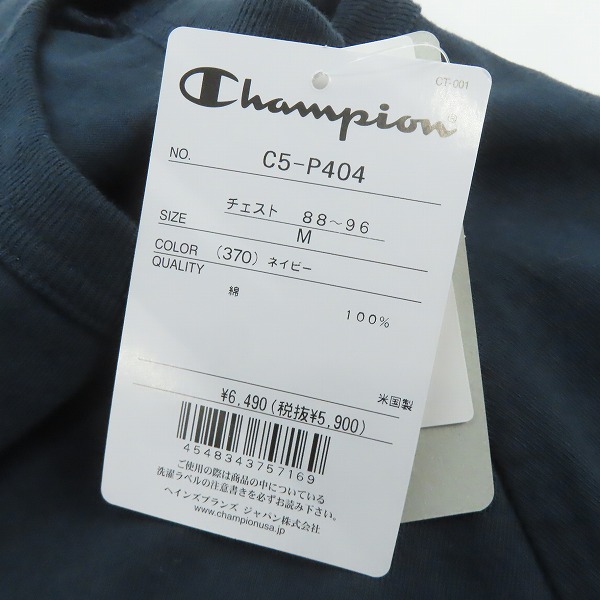 CT-001
Champion®
NO. C5-P404
チェスト 88～96
SIZE M
COLOR (370) ネイビー
QUALITY
綿
100%
¥6,490(税抜¥5,900)
米国製
4548343757169
ご使用の際は商品の中についている
洗濯ラベルの注意書きを必ずお読み下さい。
ヘインズブランズ ジャパン株式会社
www.championusa.jp